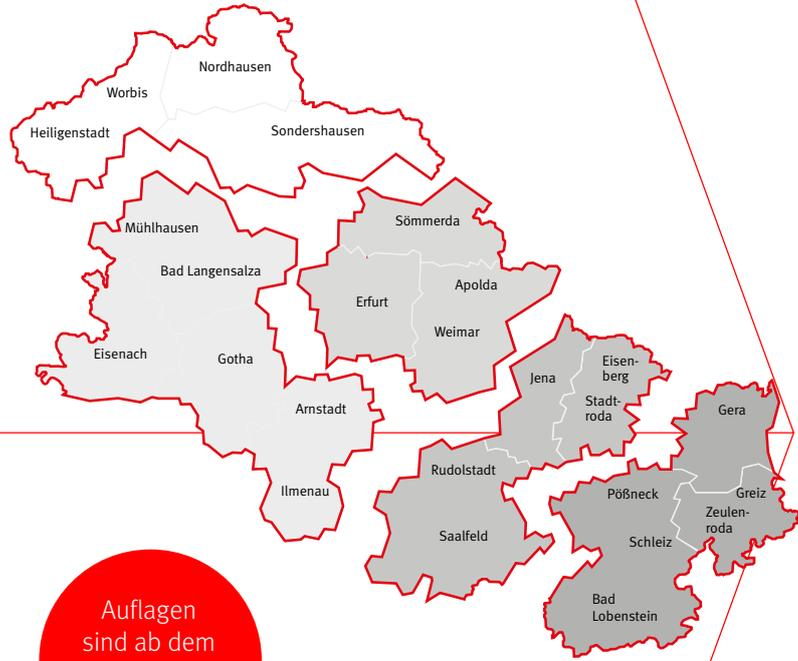 Nordhausen
Worbis
Heiligenstadt
Sondershausen
Mühlhausen
Bad Langensalza
Eisenach
Gotha
Arnstadt
Ilmenau
Sömmerda
Erfurt
Apolda
Weimar
Jena
Eisen-
berg
Stadt-
roda
Rudolstadt
Saalfeld
Gera
Pößneck
Greiz
Zeulen-
roda
Schleiz
Bad
Lobenstein
Auflagen
sind ab dem